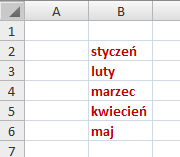 A B
1
2 styczeń
3 luty
4 marzec
5 kwiecień
6 maj
7